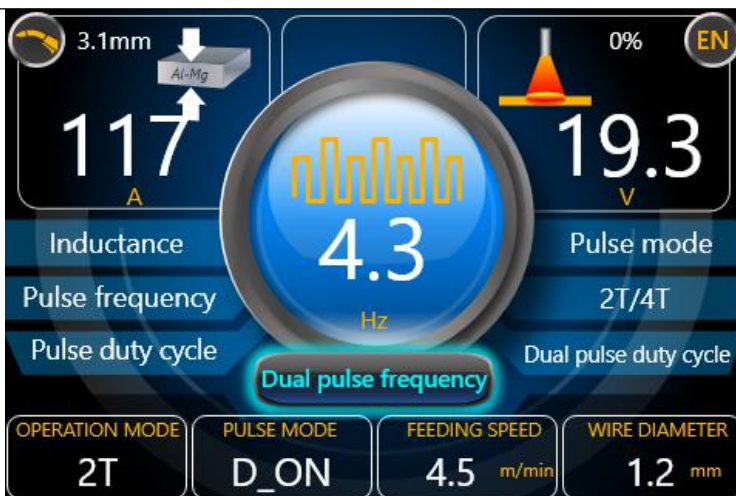 3.1mm
Al-Mg
117
A
0%
EN
19.3
V
4.3
Hz
Inductance
Pulse frequency
Pulse duty cycle
Pulse mode
2T/4T
Dual pulse duty cycle
Dual pulse frequency
OPERATION MODE
2T
PULSE MODE
D_ON
FEEDING SPEED
4.5 m/min
WIRE DIAMETER
1.2 mm